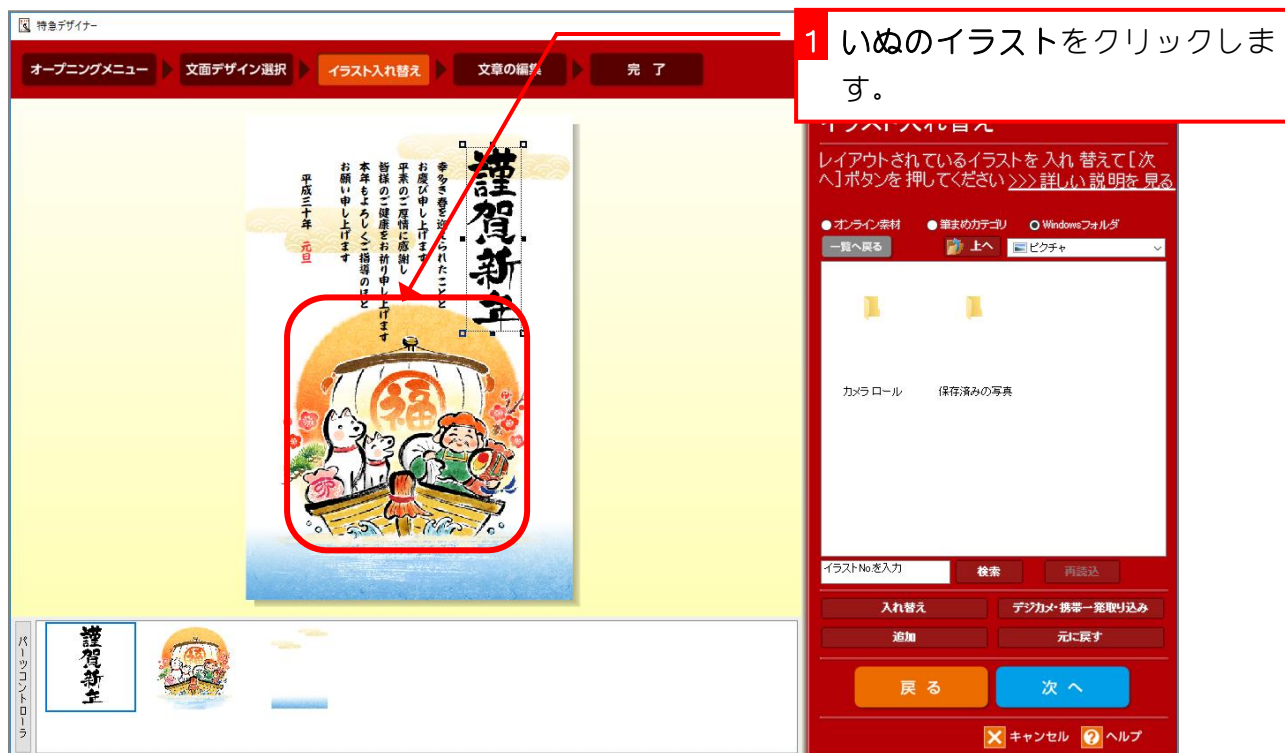 特急デザイナー
1 いぬのイラストをクリックしま
す。
オープニングメニュー
文面デザイン選択
イラスト入れ替え
文章の編集
完 了
イラスト入れ替え
レイアウトされているイラストを入れ替えて[次
へ]ボタンを押してください>>>詳しい説明を見る
オンライン素材
筆まめカテゴリ
Windowsフォルダ
一覧へ戻る
上へ
ピクチャ
カメラロール
保存済みの写真
謹賀新年
幸多き春を迎えられたことと
お慶び申し上げます
平素のご厚情に感謝し
皆様のご健康をお祈り申し上げます
本年もよろしくご指導のほど
お願い申し上げます
平成三十年 元旦
福
イラストNo.を入力
検索
再読込
入れ替え
デジカメ・携帯一発取り込み
追加
元に戻す
戻る
次へ
キャンセル
ヘルプ
パーツコントローラ
謹賀新年